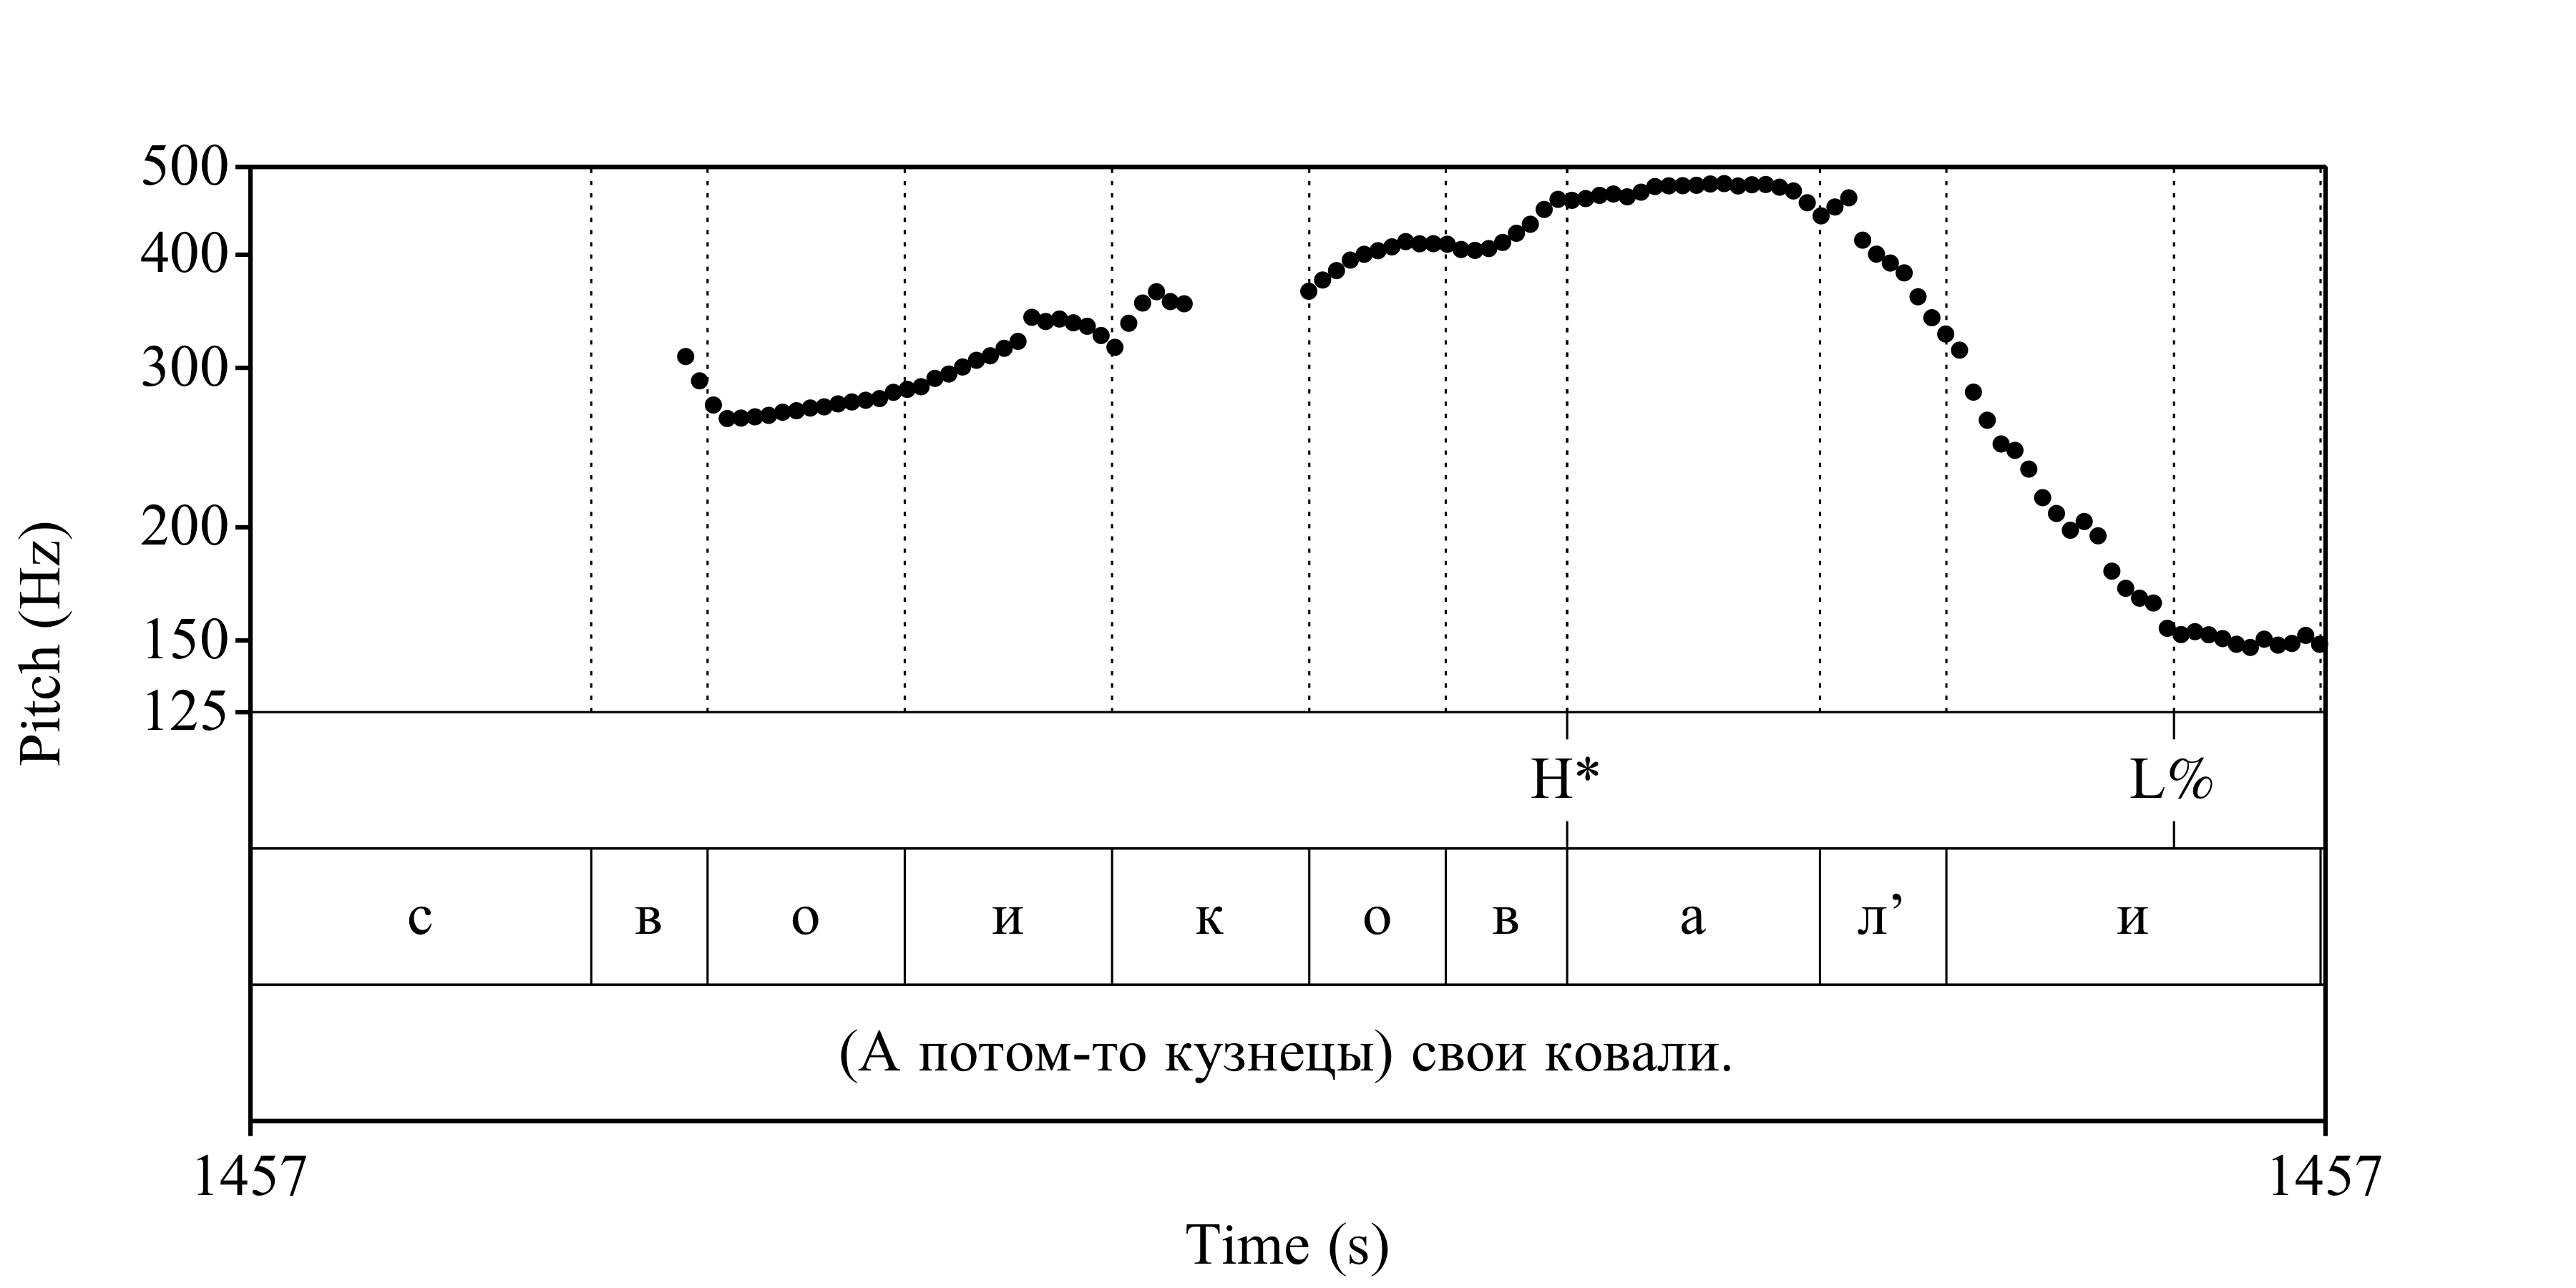 500
400
300
200
150
125
Pitch (Hz)
H* L%
с в о и к о в а л’ и
(А потом-то кузнецы) свои ковали.
1457 1457
Time (s)